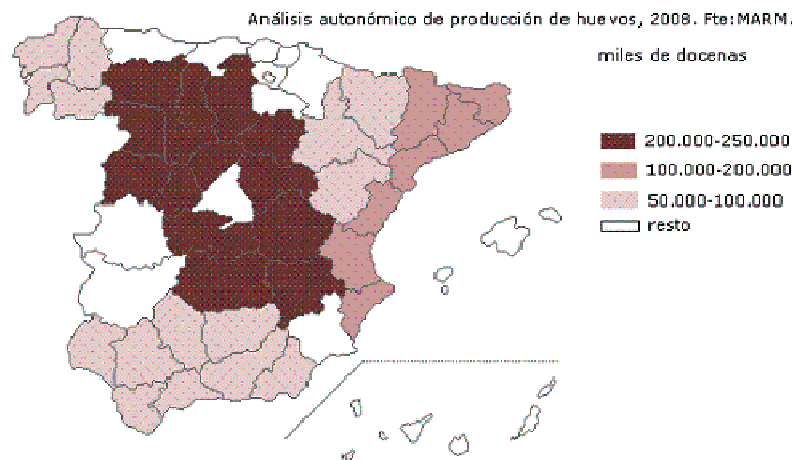 Análisis autonómico de producción de huevos, 2008. Fte:MARM.
miles de docenas
200.000-250.000
100.000-200.000
50.000-100.000
resto